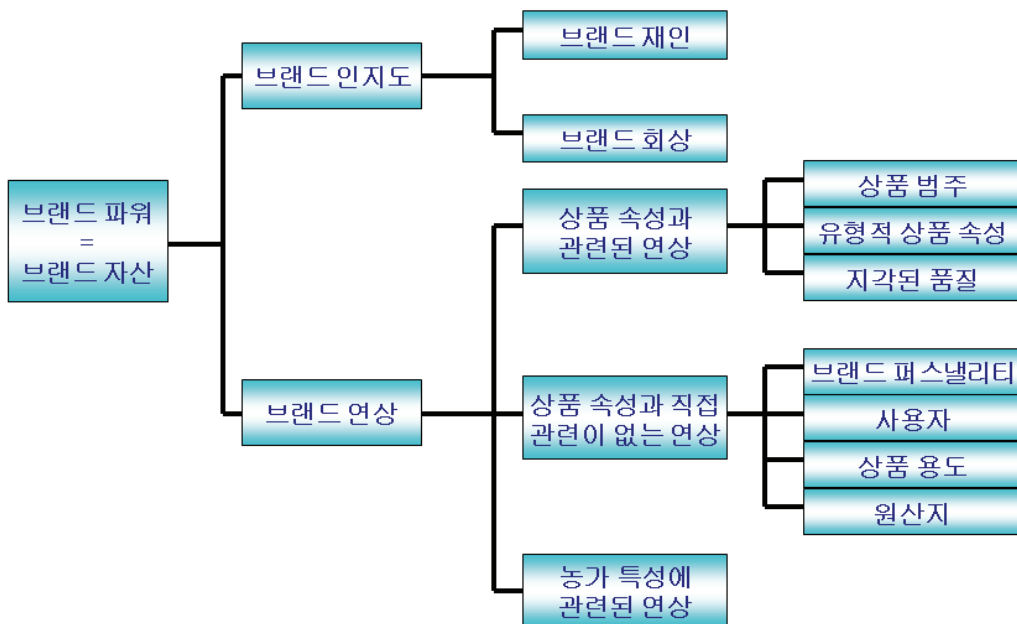 브랜드 파워
=
브랜드 자산
브랜드 인지도
브랜드 재인
브랜드 회상
브랜드 연상
상품 속성과
관련된 연상
상품 범주
유형적 상품 속성
지각된 품질
상품 속성과 직접
관련이 없는 연상
브랜드 퍼스낼리티
사용자
상품 용도
원산지
농가 특성에
관련된 연상